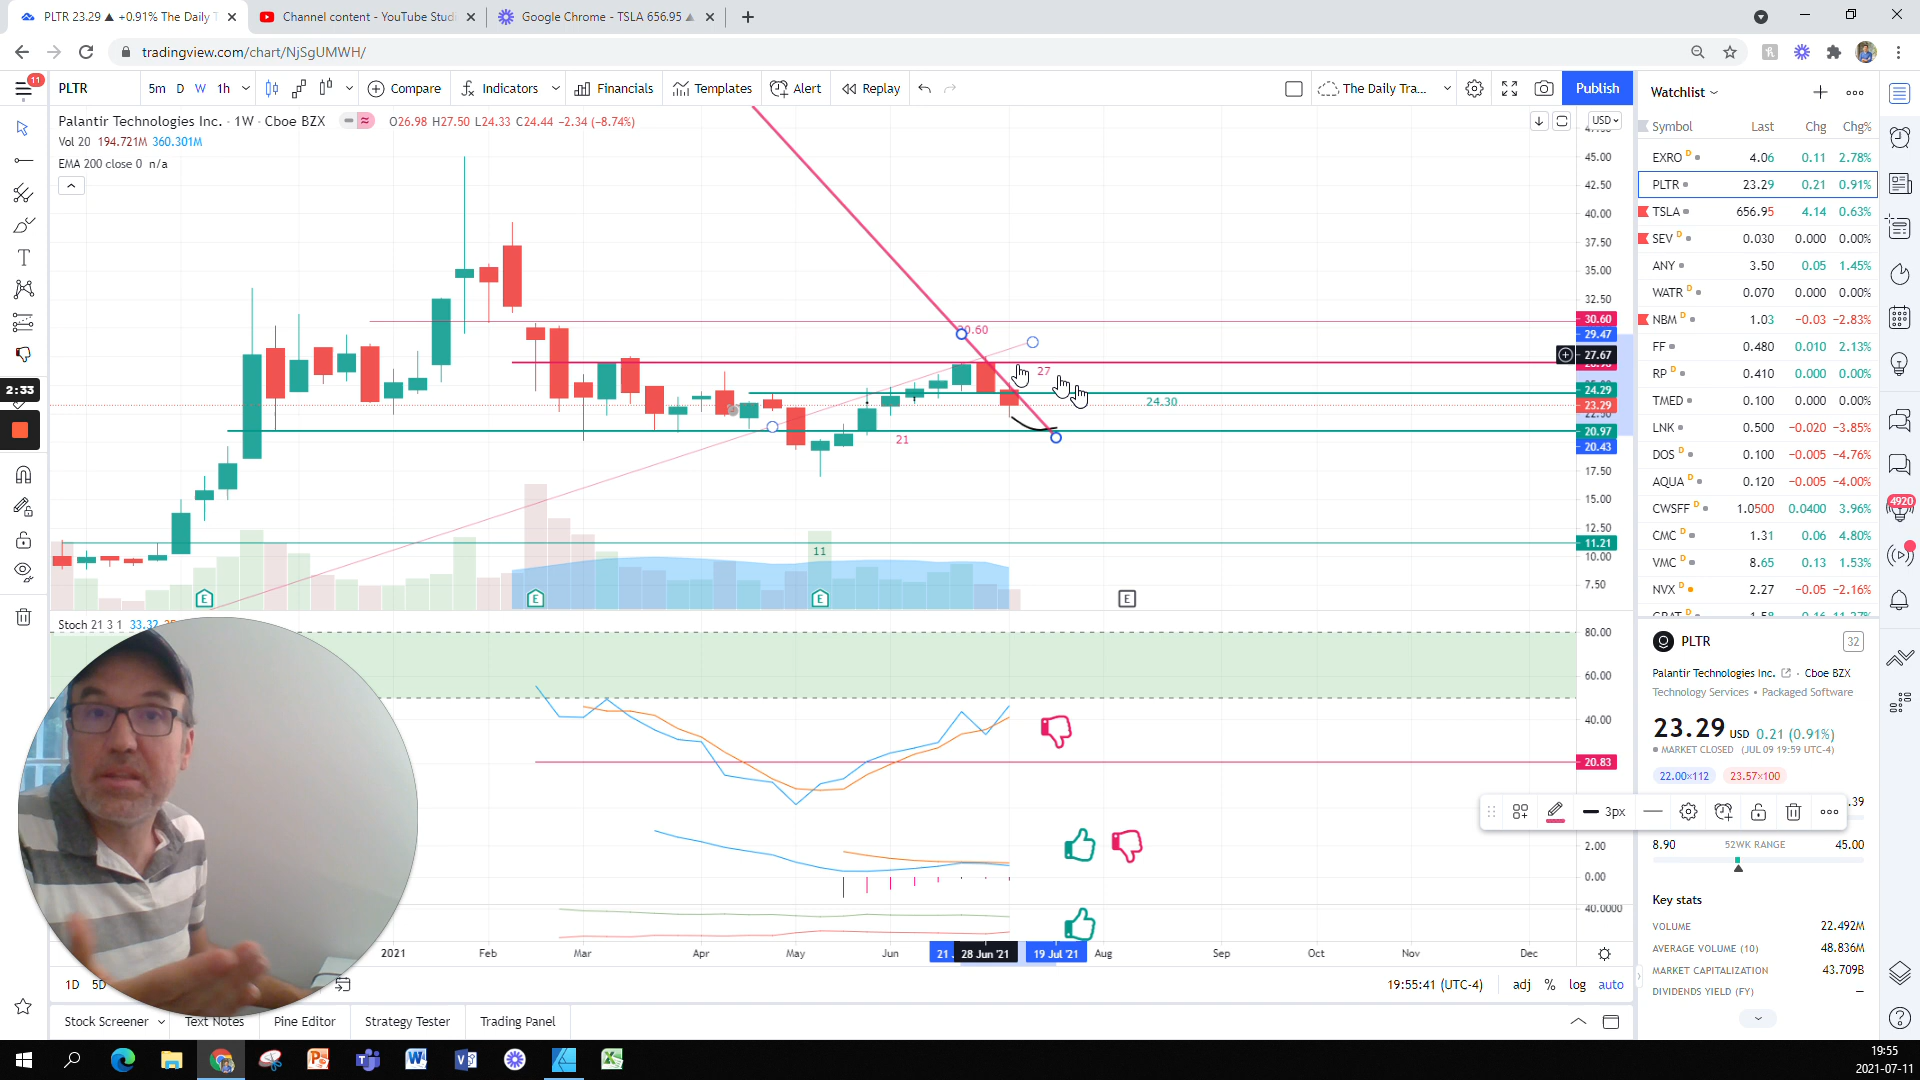 PLTR 23.29 ▲ +0.91% The Daily T
Channel content - YouTube Studi
Google Chrome - TSLA 656.95 ▲
tradingview.com/chart/NjSgUMWH/
11
PLTR
5m D W 1h
Compare
Indicators
Financials
Templates
Alert
Replay
The Daily Tra...
Publish
Palantir Technologies Inc. · 1W · Cboe BZX
O26.98 H27.50 L24.33 C24.44 −2.34 (−8.74%)
Vol 20 194.721M 360.301M
EMA 200 close 0 n/a
USD
45.00
42.50
40.00
37.50
35.00
32.50
30.60
29.47
27.67
24.29
23.29
20.97
20.43
17.50
15.00
12.50
11.21
10.00
7.50
30.60
27
24.30
21
11
E
E
E
E
2:33
Stoch 21 3 1 33.32
80.00
60.00
40.00
20.83
2.00
0.00
40.0000
2021 Feb Mar Apr May Jun 21 28 Jun '21 19 Jul '21 Aug Sep Oct Nov Dec
1D 5D
19:55:41 (UTC-4)
adj % log auto
Stock Screener Text Notes Pine Editor Strategy Tester Trading Panel
Watchlist
Symbol Last Chg Chg%
EXRO D 4.06 0.11 2.78%
PLTR 23.29 0.21 0.91%
TSLA 656.95 4.14 0.63%
SEV D 0.030 0.000 0.00%
ANY 3.50 0.05 1.45%
WATR D 0.070 0.000 0.00%
NBM D 1.03 −0.03 −2.83%
FF D 0.480 0.010 2.13%
RP D 0.410 0.000 0.00%
TMED D 0.100 0.000 0.00%
LNK D 0.500 −0.020 −3.85%
DOS D 0.100 −0.005 −4.76%
AQUA D 0.120 −0.005 −4.00%
CWSFF D 1.0500 0.0400 3.96%
CMC D 1.31 0.06 4.80%
VMC D 8.65 0.13 1.53%
NVX D 2.27 −0.05 −2.16%
4920
PLTR
32
Palantir Technologies Inc. · Cboe BZX
Technology Services • Packaged Software
23.29 USD 0.21 (0.91%)
MARKET CLOSED (JUL 09 19:59 UTC-4)
22.00×112 23.57×100
3px
.39
8.90 52WK RANGE 45.00
Key stats
VOLUME 22.492M
AVERAGE VOLUME (10) 48.836M
MARKET CAPITALIZATION 43.709B
DIVIDENDS YIELD (FY) —
19:55
2021-07-11